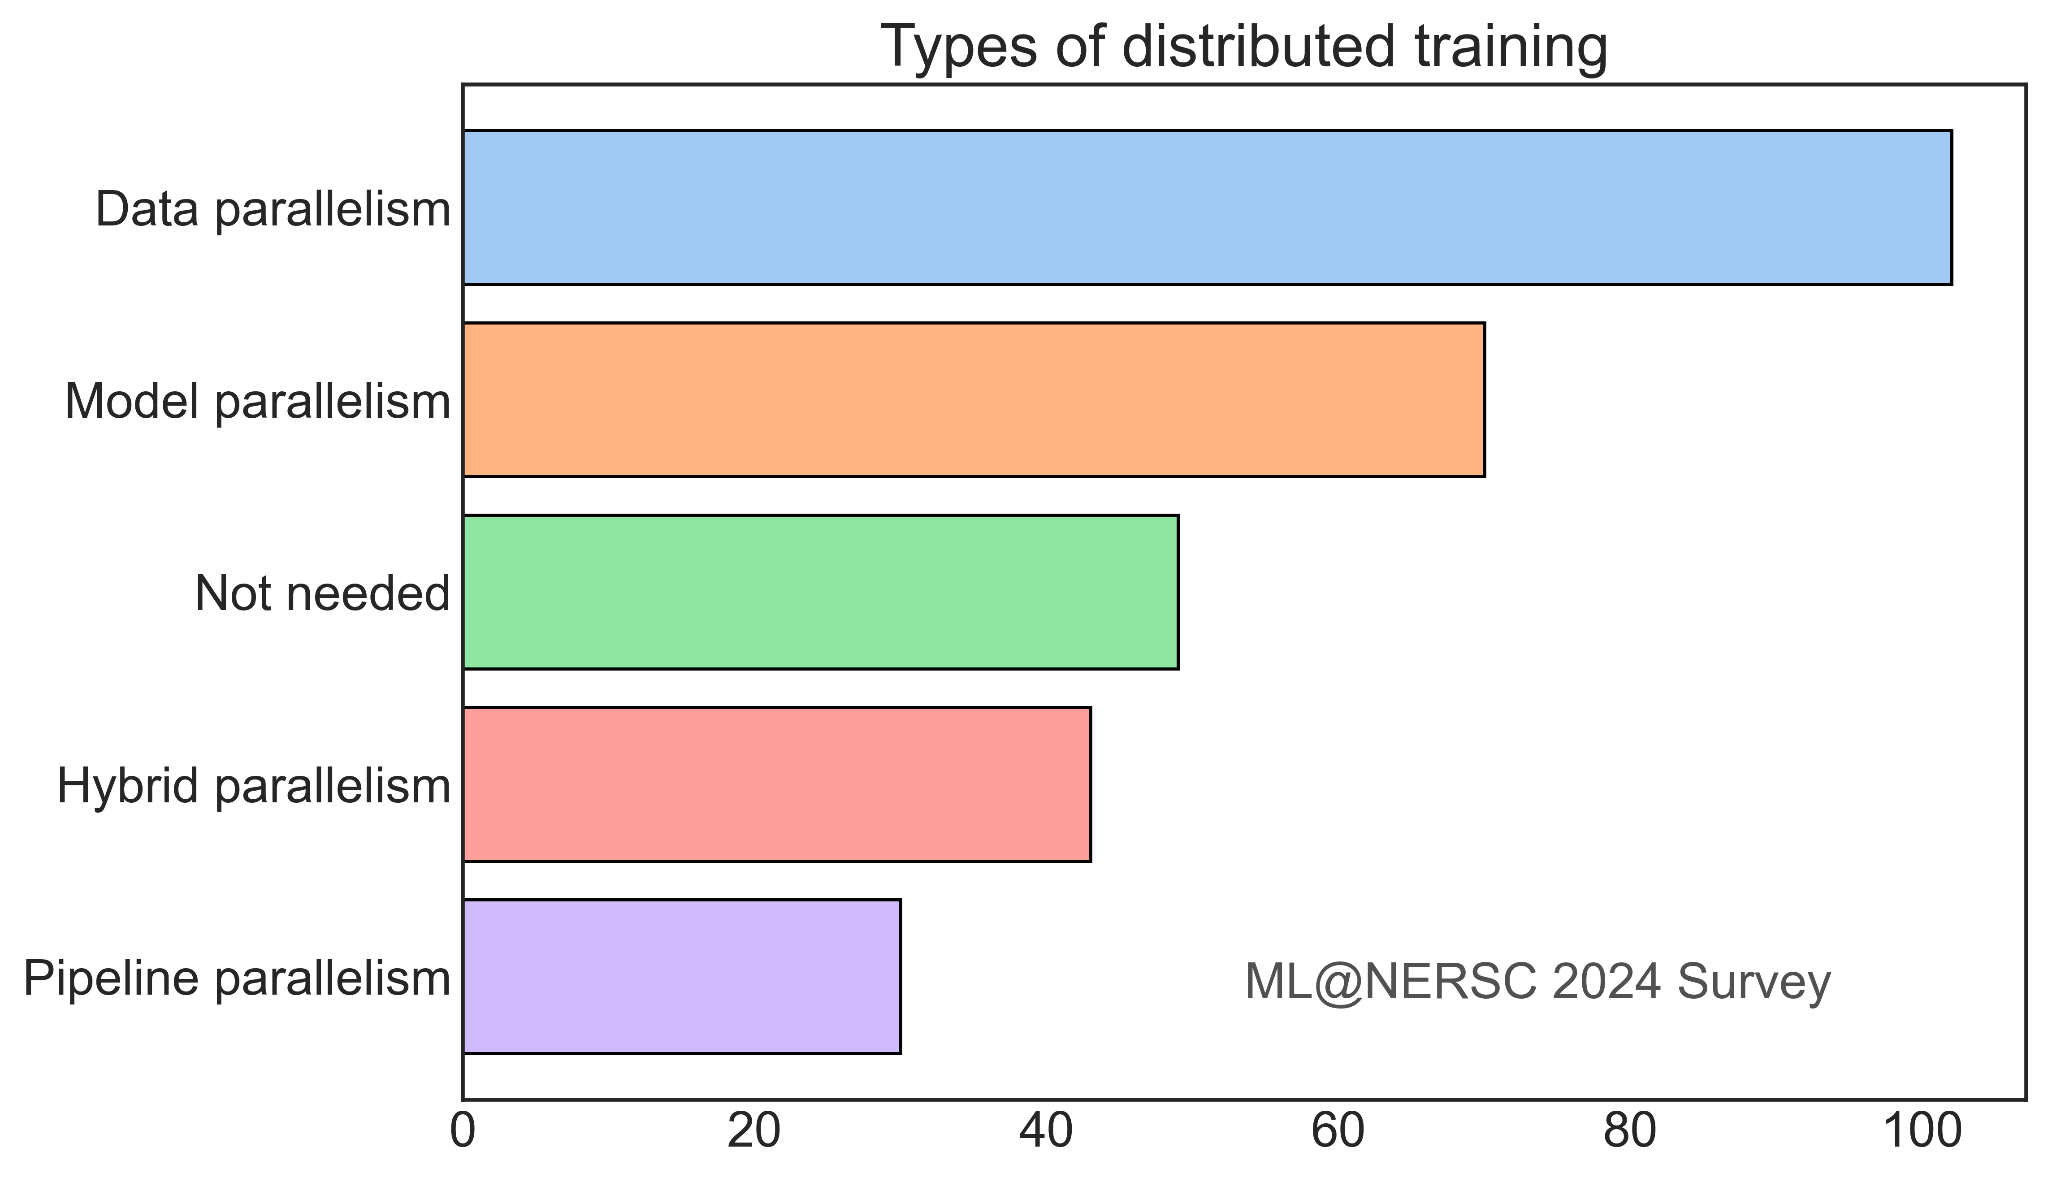 Types of distributed training
Data parallelism
Model parallelism
Not needed
Hybrid parallelism
Pipeline parallelism
ML@NERSC 2024 Survey
0 20 40 60 80 100